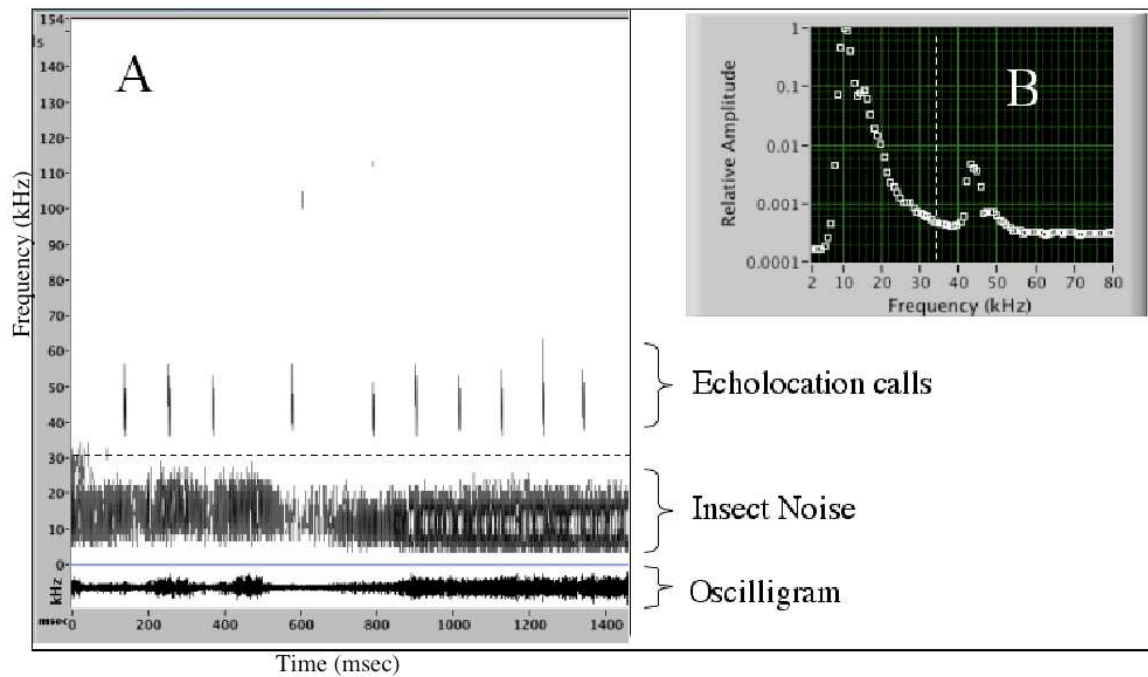 154-
ls
140-
130-
120-
110-
100-
90-
80-
70-
60-
50-
40-
30-
20-
10-
0-
kHz
Frequency (kHz)
A
msec 0 200 400 600 800 1000 1200 1400
Time (msec)
Relative Amplitude
1-
0.1-
0.01-
0.001-
0.0001-
B
2 10 20 30 40 50 60 70 80
Frequency (kHz)
Echolocation calls
Insect Noise
Oscilligram